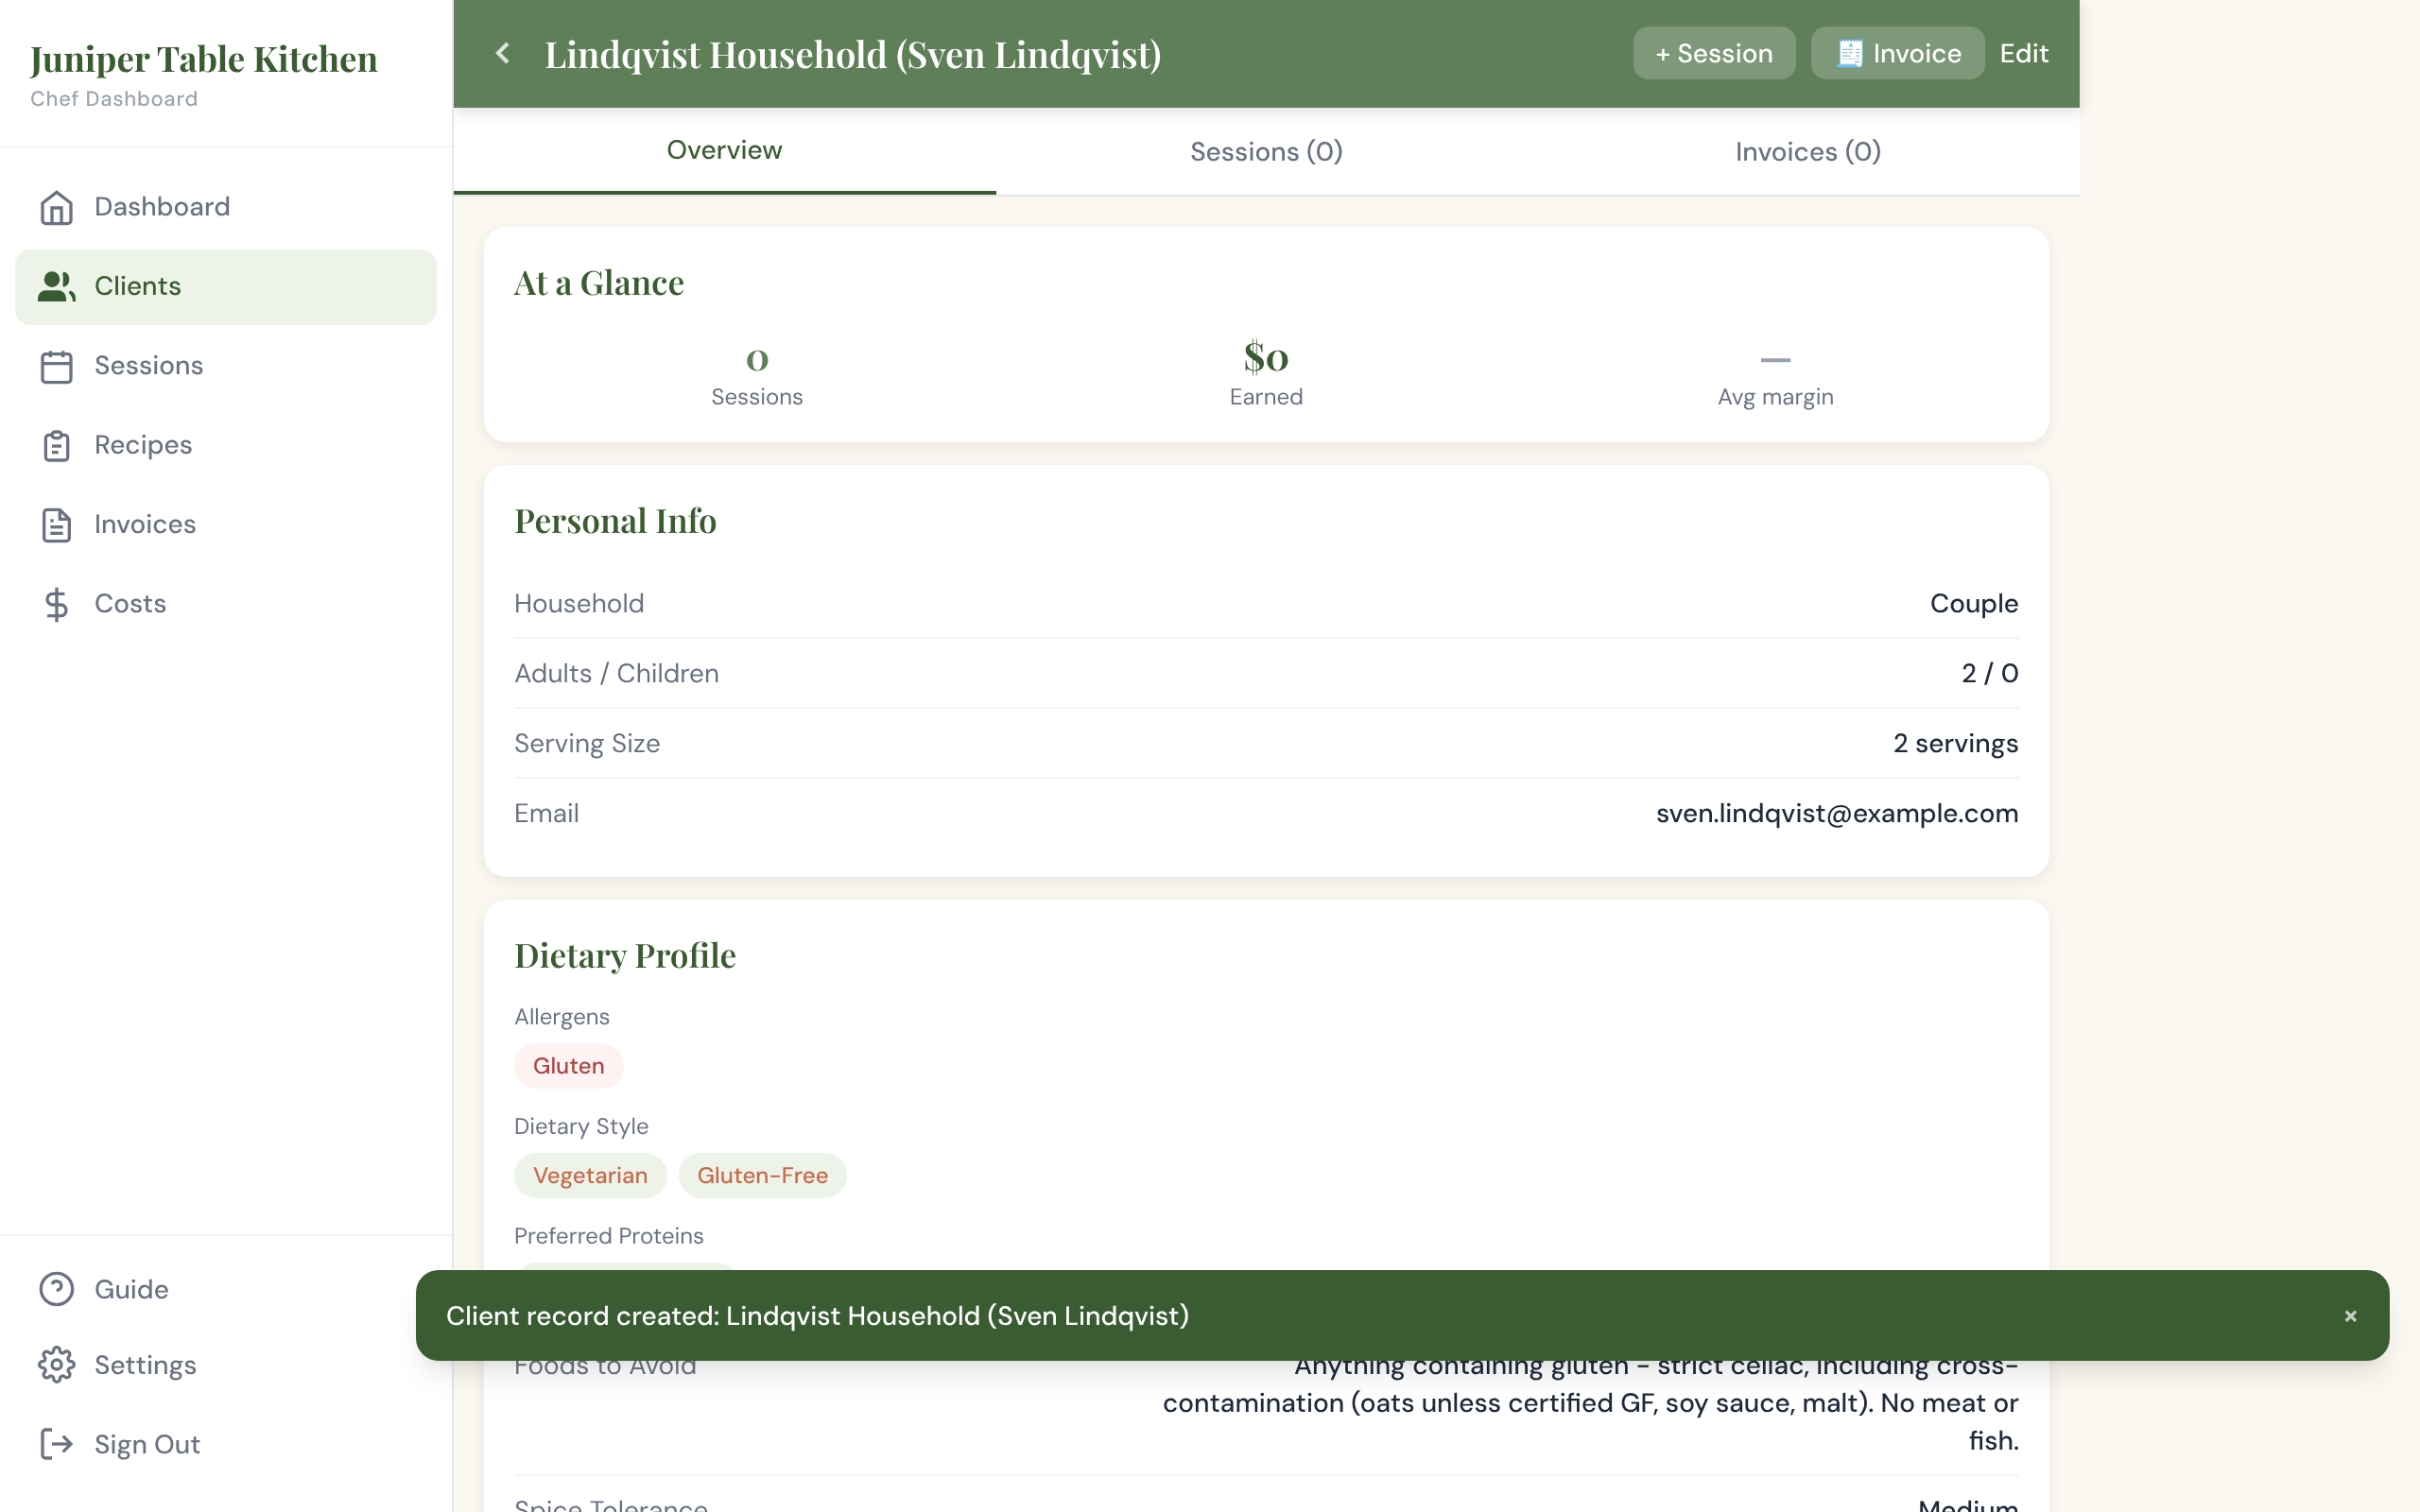 Juniper Table Kitchen
Chef Dashboard
Dashboard
Clients
Sessions
Recipes
Invoices
Costs
Guide
Settings
Sign Out
Lindqvist Household (Sven Lindqvist)
+ Session
Invoice
Edit
Overview
Sessions (0)
Invoices (0)
At a Glance
0
Sessions
$0
Earned
—
Avg margin
Personal Info
Household
Couple
Adults / Children
2 / 0
Serving Size
2 servings
Email
sven.lindqvist@example.com
Dietary Profile
Allergens
Gluten
Dietary Style
Vegetarian
Gluten-Free
Preferred Proteins
Client record created: Lindqvist Household (Sven Lindqvist)
×
Foods to Avoid
Anything containing gluten - strict celiac, including cross-
contamination (oats unless certified GF, soy sauce, malt). No meat or
fish.
Spice Tolerance
Medium